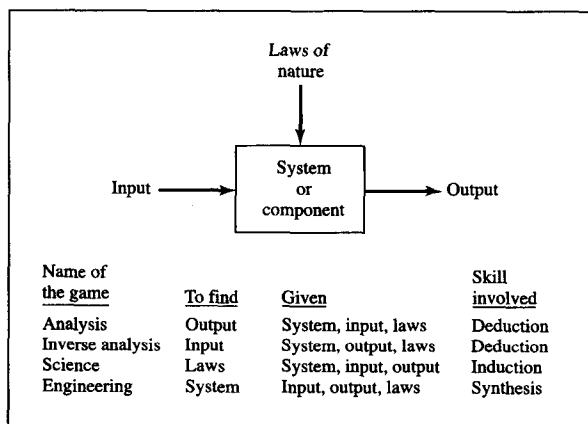 Laws of
nature
Input
System
or
component
Output
Name of
the game To find Given Skill
involved
Analysis Output System, input, laws Deduction
Inverse analysis Input System, output, laws Deduction
Science Laws System, input, output Induction
Engineering System Input, output, laws Synthesis